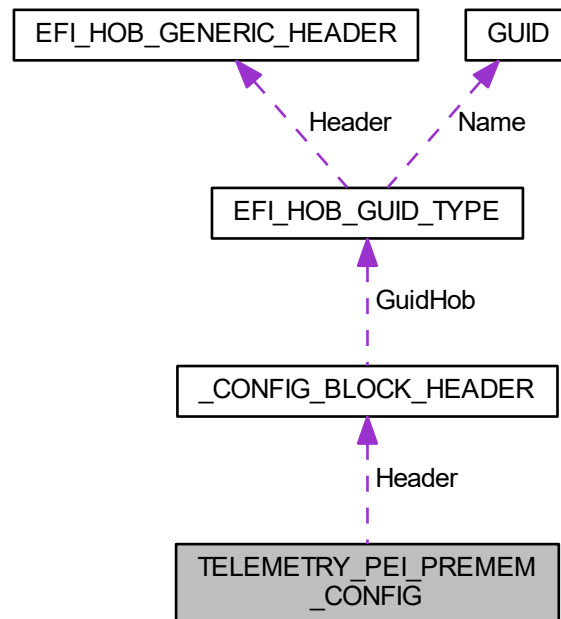 EFI_HOB_GENERIC_HEADER
GUID
Header
Name
EFI_HOB_GUID_TYPE
GuidHob
_CONFIG_BLOCK_HEADER
Header
TELEMETRY_PEI_PREMEM
_CONFIG